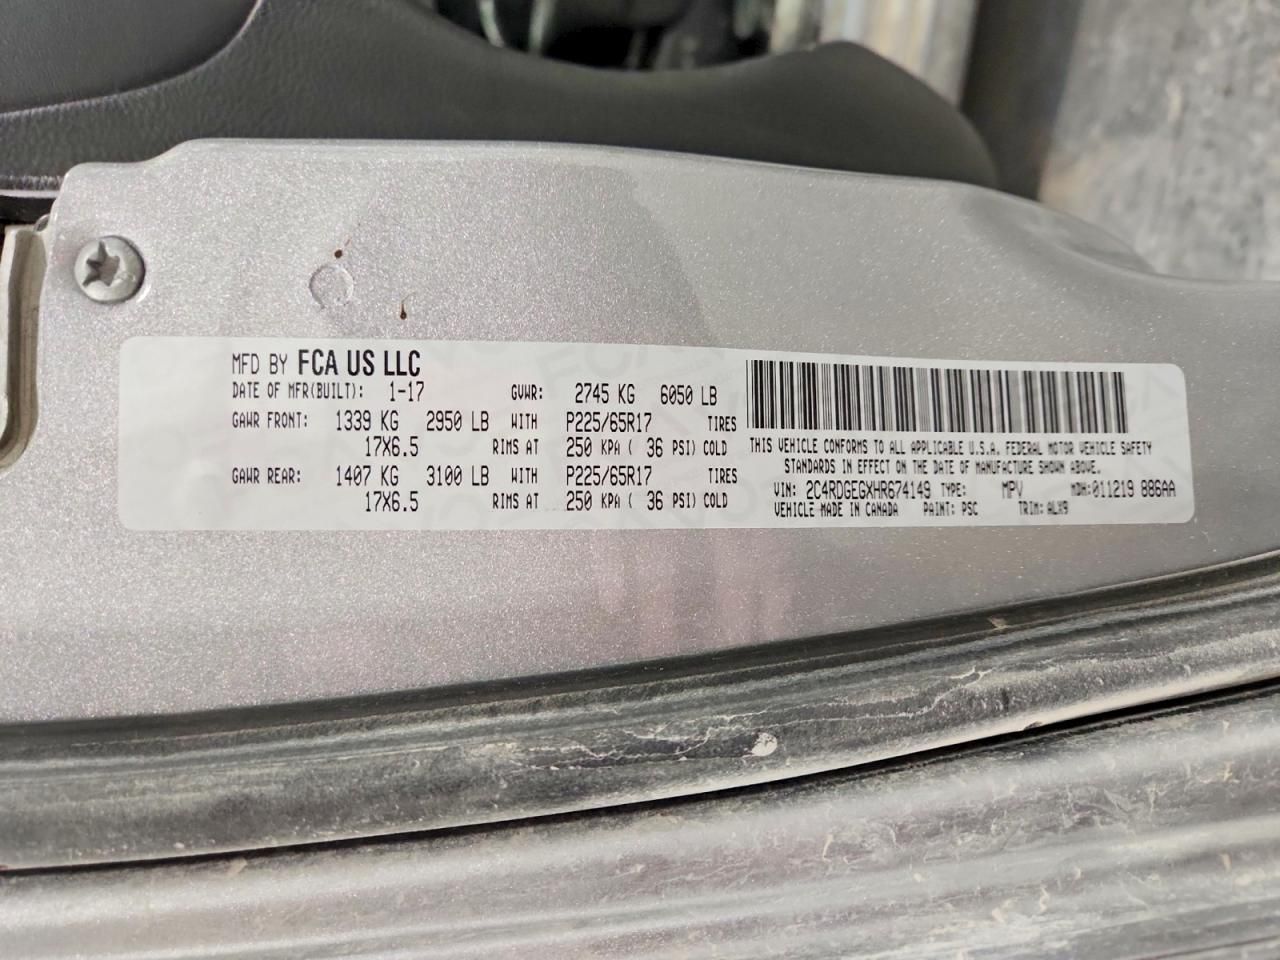 MFD BY FCA US LLC
DATE OF MFR(BUILT): 1-17 GVWR: 2745 KG 6050 LB
GAWR FRONT: 1339 KG 2950 LB WITH P225/65R17 TIRES
17X6.5 RIMS AT 250 KPA ( 36 PSI) COLD
GAWR REAR: 1407 KG 3100 LB WITH P225/65R17 TIRES
17X6.5 RIMS AT 250 KPA ( 36 PSI) COLD
THIS VEHICLE CONFORMS TO ALL APPLICABLE U.S.A. FEDERAL MOTOR VEHICLE SAFETY
STANDARDS IN EFFECT ON THE DATE OF MANUFACTURE SHOWN ABOVE.
VIN: 2C4RDGEGXHR674149 TYPE: MPV MDH:011219 886AA
VEHICLE MADE IN CANADA PAINT: PSC TRIM: ALX9